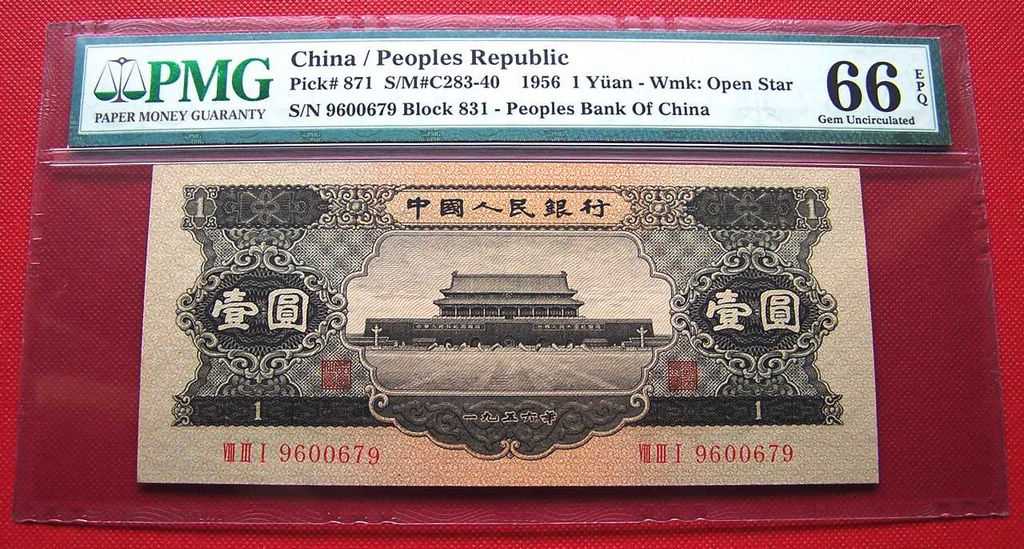 PMG
PAPER MONEY GUARANTY
China / Peoples Republic
Pick# 871 S/M#C283-40 1956 1 Yüan - Wmk: Open Star
S/N 9600679 Block 831 - Peoples Bank Of China
66 EPQ
Gem Uncirculated
1 中國人民銀行 1
壹圓 壹圓
1 一九五六年 1
VIII III I 9600679 VIII III I 9600679